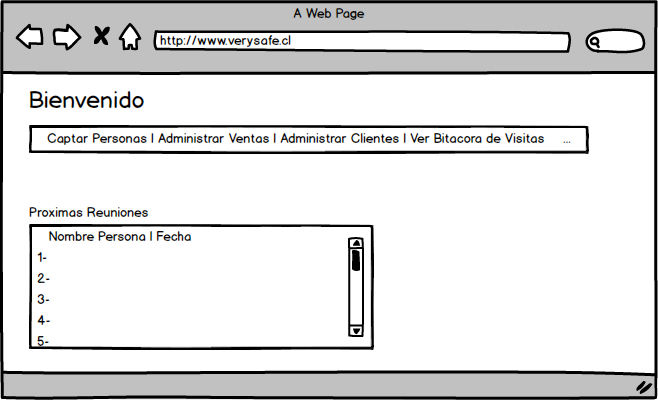 A Web Page
http://www.verysafe.cl
Bienvenido
Captar Personas | Administrar Ventas | Administrar Clientes | Ver Bitacora de Visitas ...
Proximas Reuniones
Nombre Persona | Fecha
1-
2-
3-
4-
5-